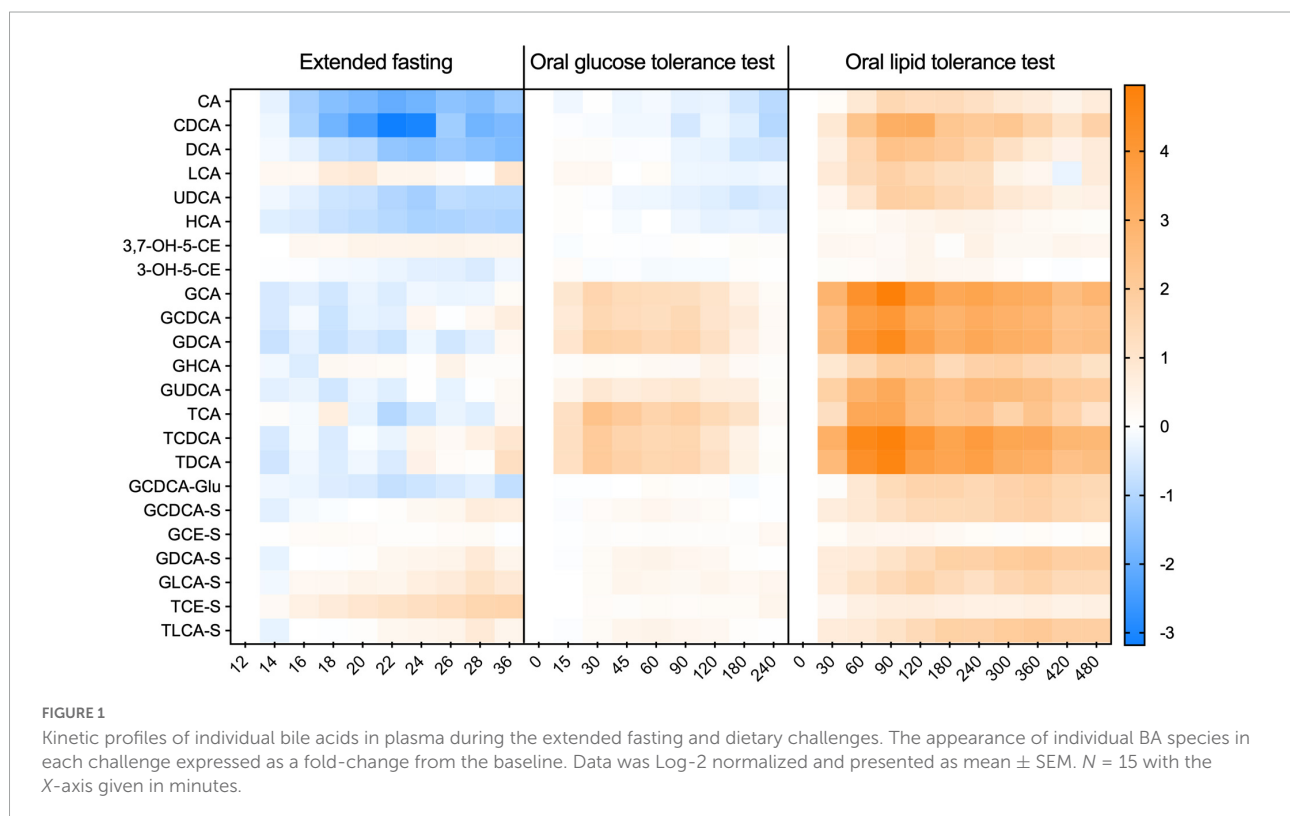 Extended fasting
Oral glucose tolerance test
Oral lipid tolerance test
CA
CDCA
DCA
LCA
UDCA
HCA
3,7-OH-5-CE
3-OH-5-CE
GCA
GCDCA
GDCA
GHCA
GUDCA
TCA
TCDCA
TDCA
GCDCA-Glu
GCDCA-S
GCE-S
GDCA-S
GLCA-S
TCE-S
TLCA-S
4
3
2
1
0
-1
-2
-3
12 14 16 18 20 22 24 26 28 36
0 15 30 45 60 90 120 180 240
0 30 60 90 120 180 240 300 360 420 480
FIGURE 1
Kinetic profiles of individual bile acids in plasma during the extended fasting and dietary challenges. The appearance of individual BA species in
each challenge expressed as a fold-change from the baseline. Data was Log-2 normalized and presented as mean ± SEM. N = 15 with the
X-axis given in minutes.